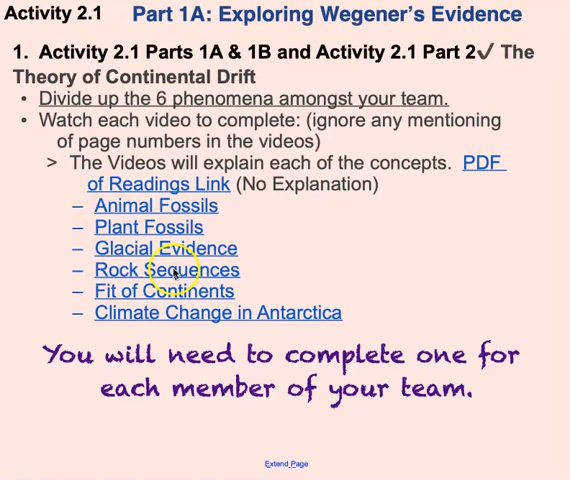 Activity 2.1 Part 1A: Exploring Wegener's Evidence
1. Activity 2.1 Parts 1A & 1B and Activity 2.1 Part 2✓ The
Theory of Continental Drift
• Divide up the 6 phenomena amongst your team.
• Watch each video to complete: (ignore any mentioning
of page numbers in the videos)
> The Videos will explain each of the concepts. PDF
of Readings Link (No Explanation)
– Animal Fossils
– Plant Fossils
– Glacial Evidence
– Rock Sequences
– Fit of Continents
– Climate Change in Antarctica
You will need to complete one for
each member of your team.
Extend Page